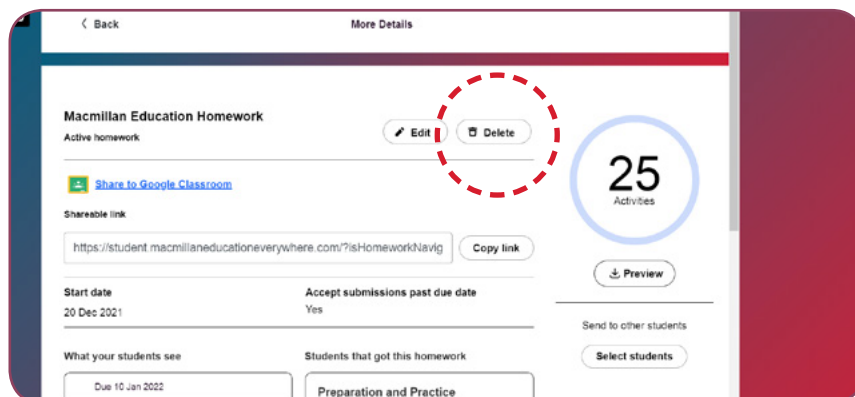 Back
More Details
Macmillan Education Homework
Active homework
Edit
Delete
Share to Google Classroom
Shareable link
https://student.macmillaneducationeverywhere.com/?isHomeworkNavig
Copy link
Start date
20 Dec 2021
Accept submissions past due date
Yes
What your students see
Due 10 Jan 2022
Students that got this homework
Preparation and Practice
25
Activities
Preview
Send to other students
Select students